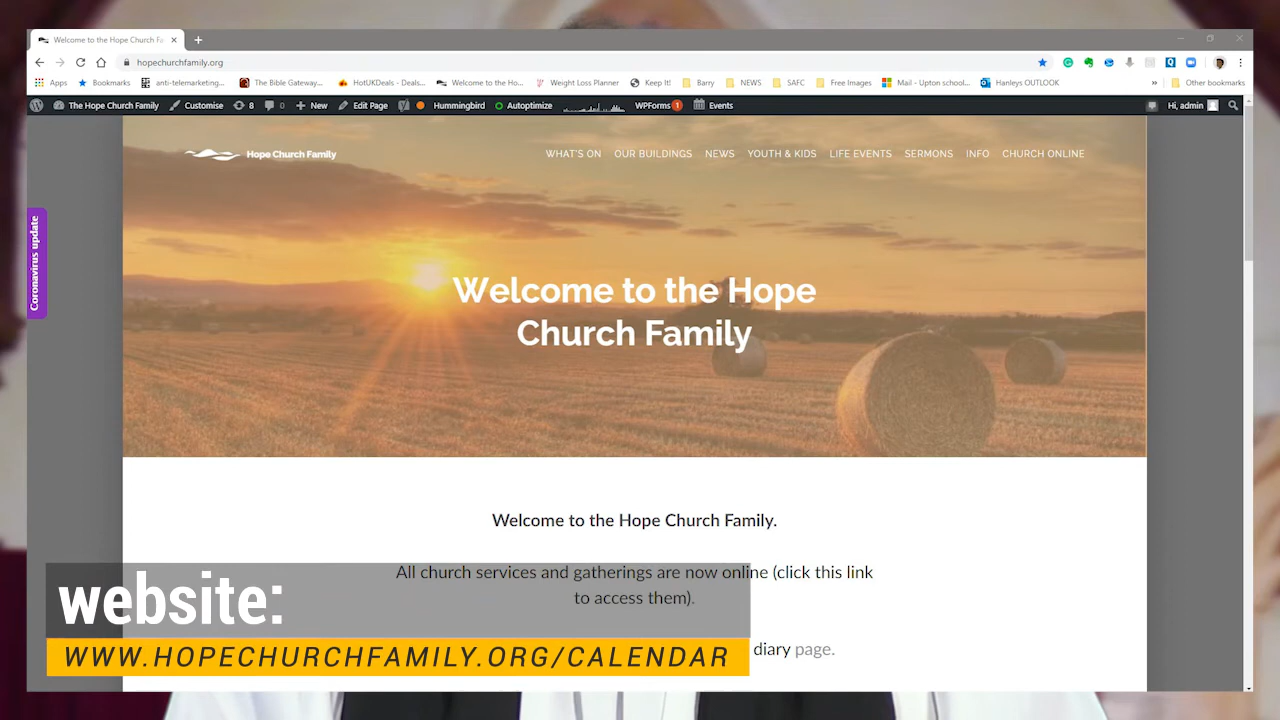 Welcome to the Hope Church Fa
hopechurchfamily.org
Apps Bookmarks anti-telemarketing... The Bible Gateway... HotUKDeals - Deals... Welcome to the Ho... Weight Loss Planner Keep It! Barry NEWS SAFC Free Images Mail - Upton school... Hanleys OUTLOOK » Other bookmarks
The Hope Church Family Customise 8 0 New Edit Page Hummingbird Autoptimize WPForms 1 Events Hi, admin
Hope Church Family WHAT'S ON OUR BUILDINGS NEWS YOUTH & KIDS LIFE EVENTS SERMONS INFO CHURCH ONLINE
Coronavirus update
Welcome to the Hope
Church Family
Welcome to the Hope Church Family.
All church services and gatherings are now online (click this link
to access them).
diary page.
website:
WWW.HOPECHURCHFAMILY.ORG/CALENDAR